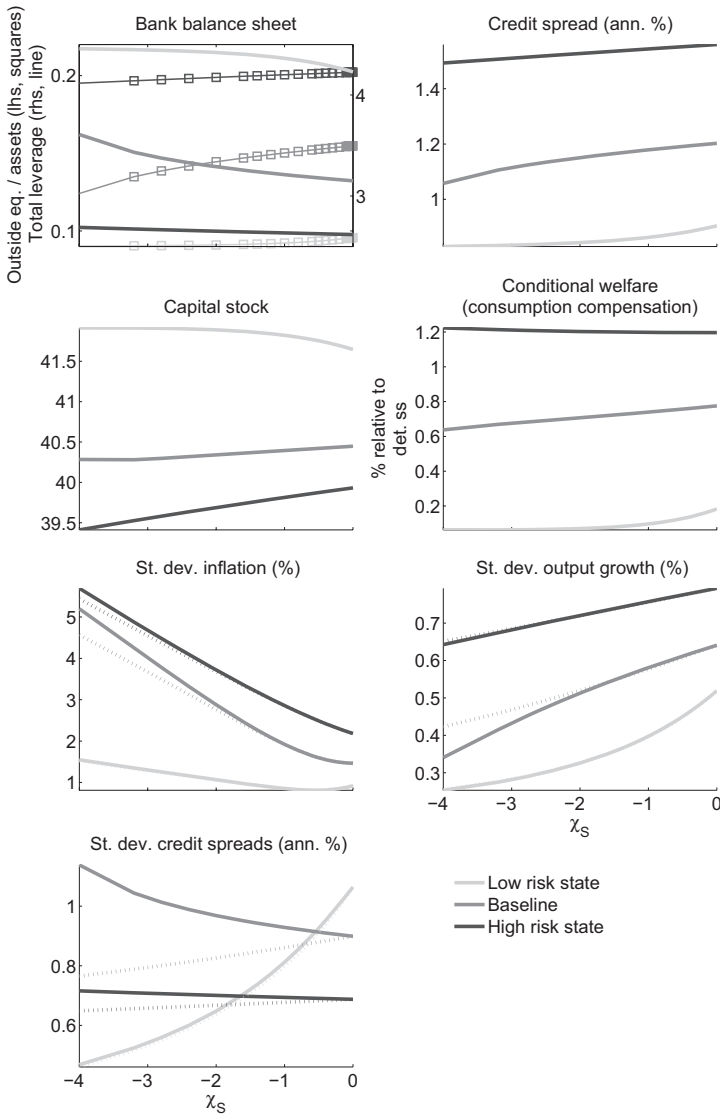 Bank balance sheet
Outside eq. / assets (lhs, squares)
Total leverage (rhs, line)
0.2
0.1
4
3
Credit spread (ann. %)
1.4
1.2
1
Capital stock
41.5
41
40.5
40
39.5
Conditional welfare
(consumption compensation)
% relative to
det. ss
1.2
1
0.8
0.6
0.4
0.2
St. dev. inflation (%)
5
4
3
2
1
St. dev. output growth (%)
0.7
0.6
0.5
0.4
0.3
−4
−3
−2
−1
0
χS
St. dev. credit spreads (ann. %)
1
0.8
0.6
−4
−3
−2
−1
0
χS
Low risk state
Baseline
High risk state